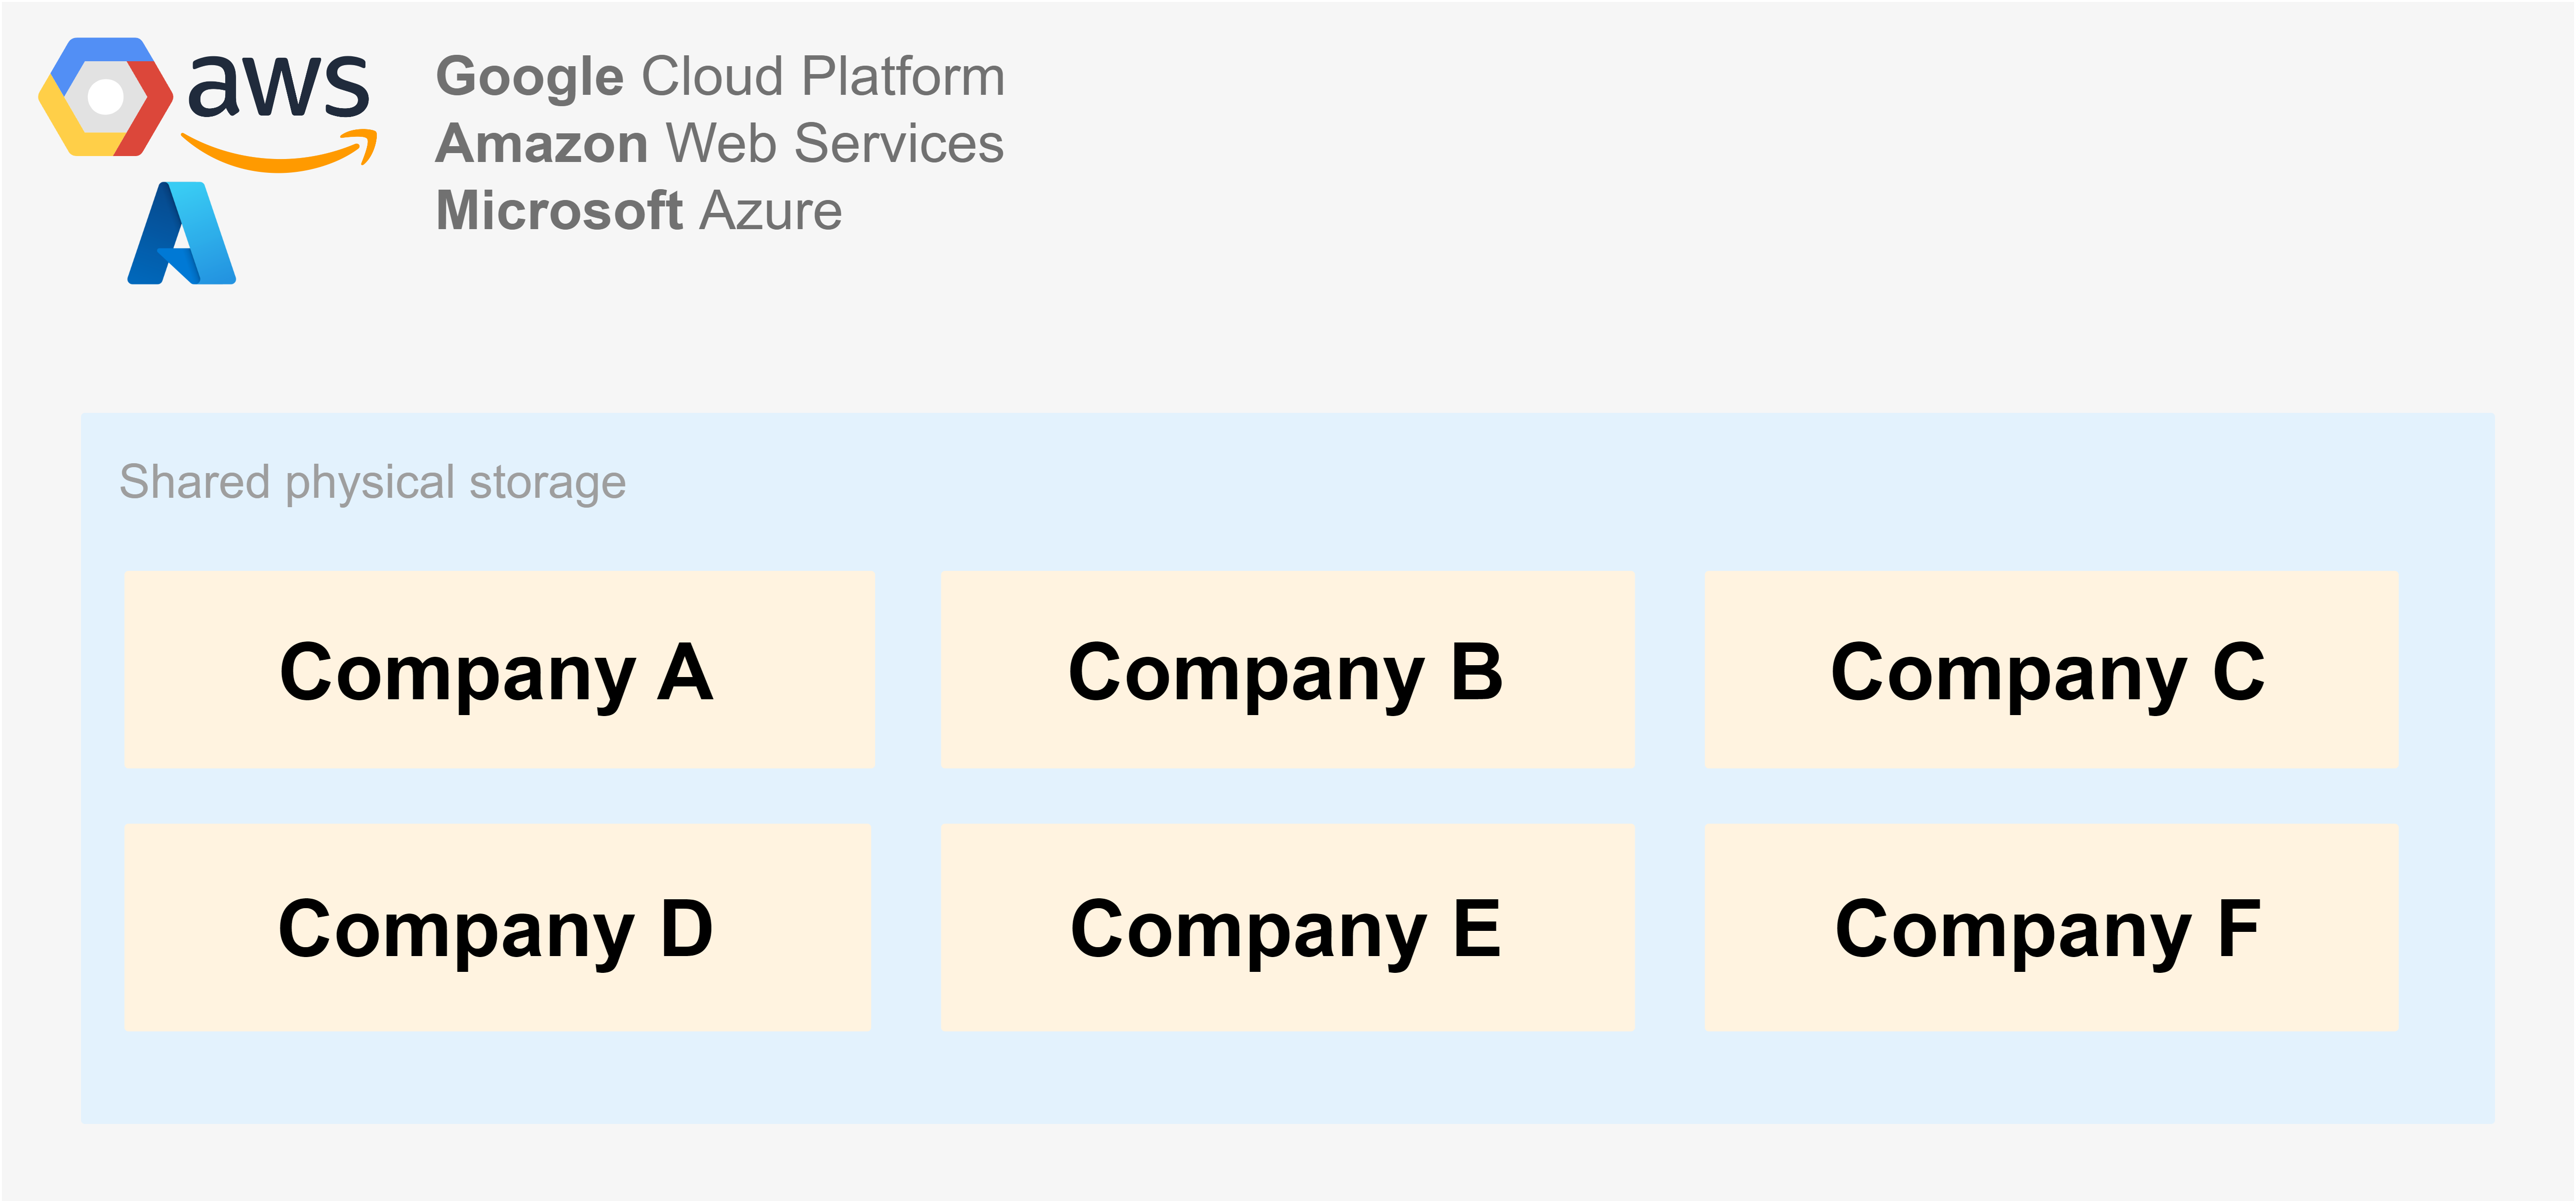 aws
Google Cloud Platform
Amazon Web Services
Microsoft Azure
Shared physical storage
Company A
Company B
Company C
Company D
Company E
Company F